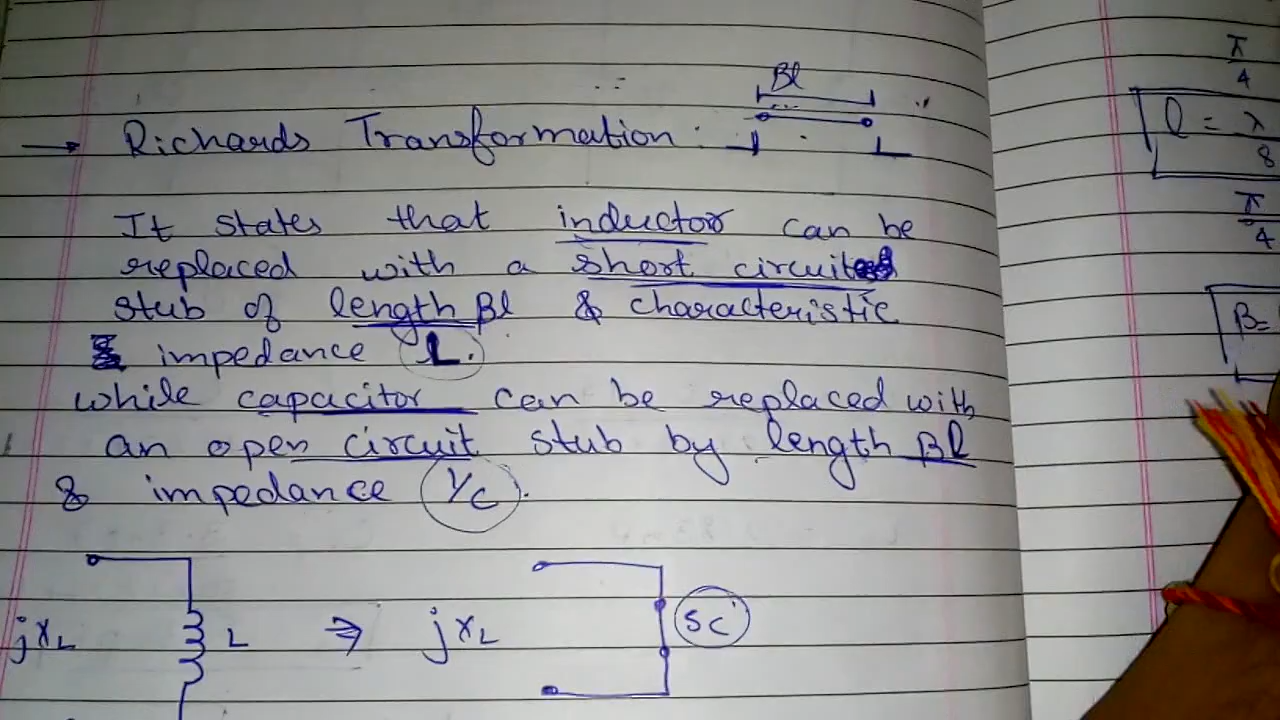 Bl
→ Richards Transformation :
It states that inductor can be
replaced with a short circuit
stub of length βl & characteristic
impedance L.
while capacitor can be replaced with
an open circuit stub by length βl
& impedance 1/C.
jXL L ⇒ jXL SC
π/4
l = λ/8
π/4
β=